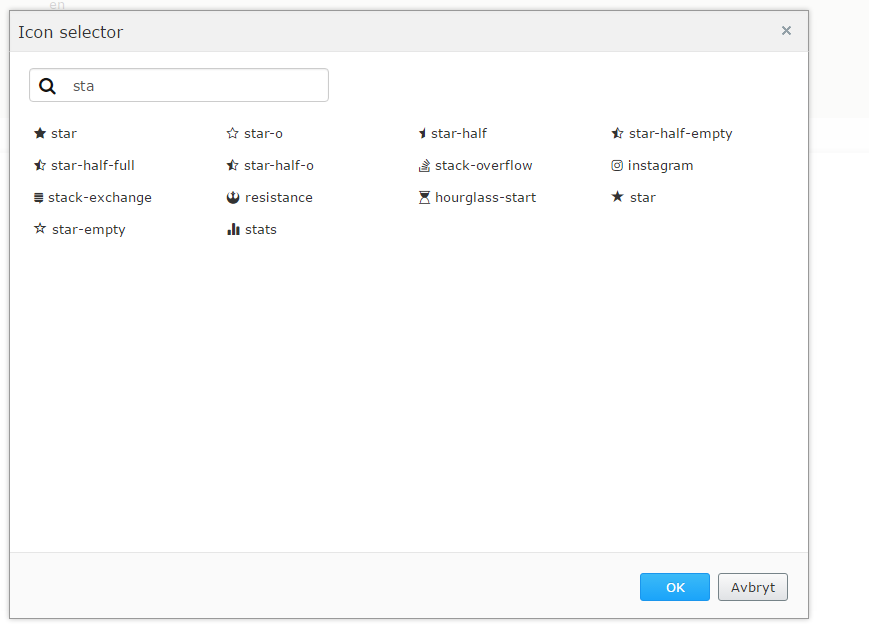 en
Icon selector ×
sta
star star-o star-half star-half-empty
star-half-full star-half-o stack-overflow instagram
stack-exchange resistance hourglass-start star
star-empty stats
OK Avbryt